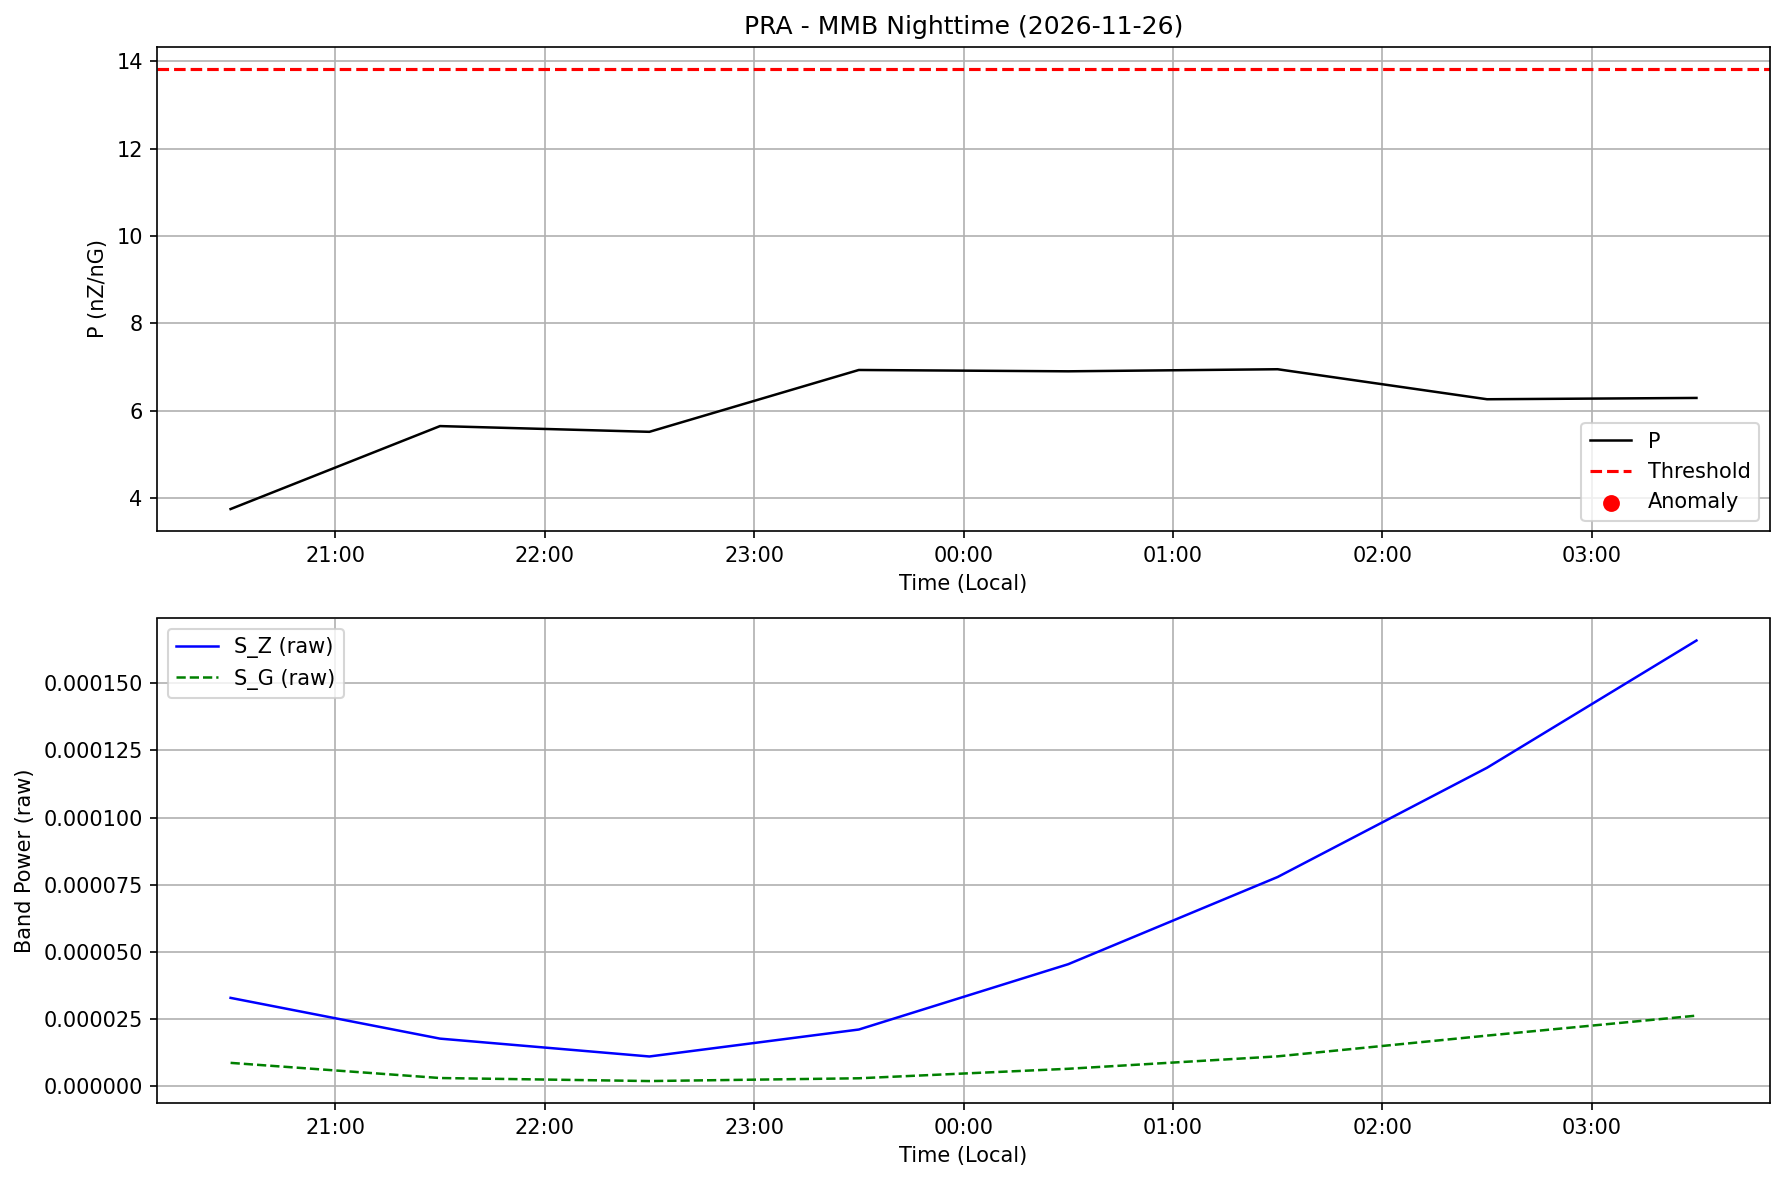 PRA - MMB Nighttime (2026-11-26)
14
12
10
8
6
4
P (nZ/nG)
P
Threshold
Anomaly
21:00 22:00 23:00 00:00 01:00 02:00 03:00
Time (Local)
S_Z (raw)
S_G (raw)
0.000150
0.000125
0.000100
0.000075
0.000050
0.000025
0.000000
Band Power (raw)
21:00 22:00 23:00 00:00 01:00 02:00 03:00
Time (Local)